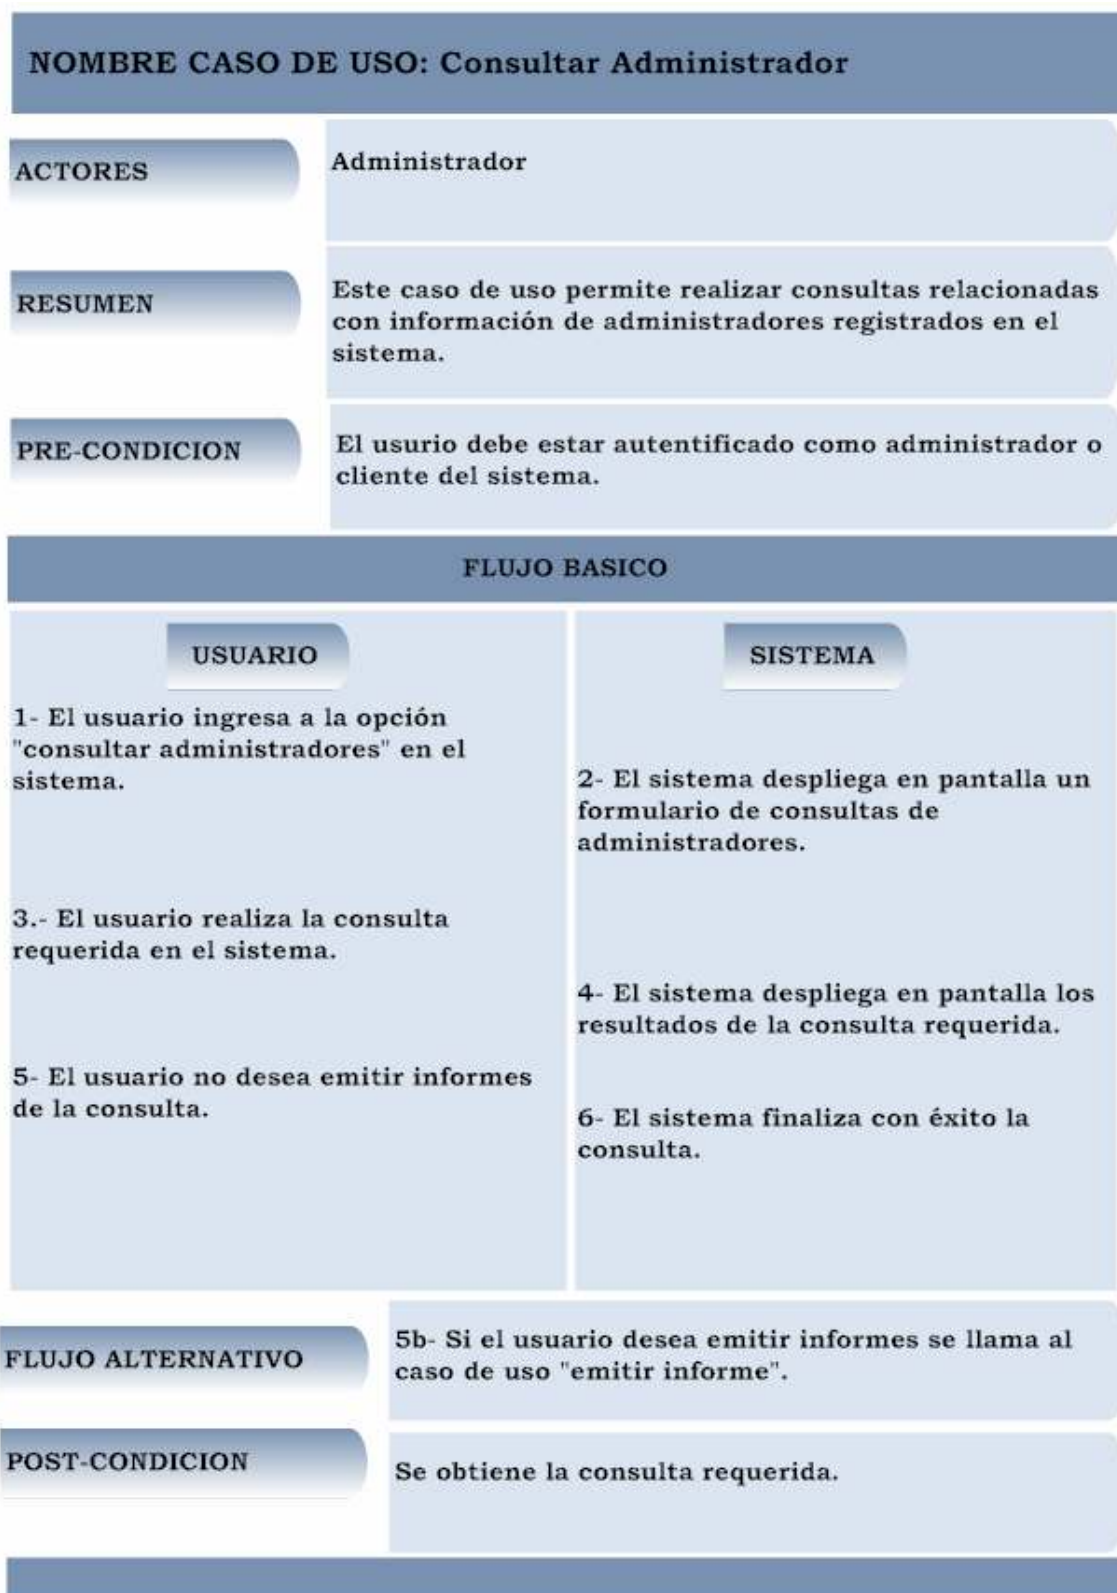 NOMBRE CASO DE USO: Consultar Administrador
ACTORES
Administrador
RESUMEN
Este caso de uso permite realizar consultas relacionadas
con información de administradores registrados en el
sistema.
PRE-CONDICION
El usurio debe estar autentificado como administrador o
cliente del sistema.
FLUJO BASICO
USUARIO
SISTEMA
1- El usuario ingresa a la opción
"consultar administradores" en el
sistema.
2- El sistema despliega en pantalla un
formulario de consultas de
administradores.
3.- El usuario realiza la consulta
requerida en el sistema.
4- El sistema despliega en pantalla los
resultados de la consulta requerida.
5- El usuario no desea emitir informes
de la consulta.
6- El sistema finaliza con éxito la
consulta.
FLUJO ALTERNATIVO
5b- Si el usuario desea emitir informes se llama al
caso de uso "emitir informe".
POST-CONDICION
Se obtiene la consulta requerida.